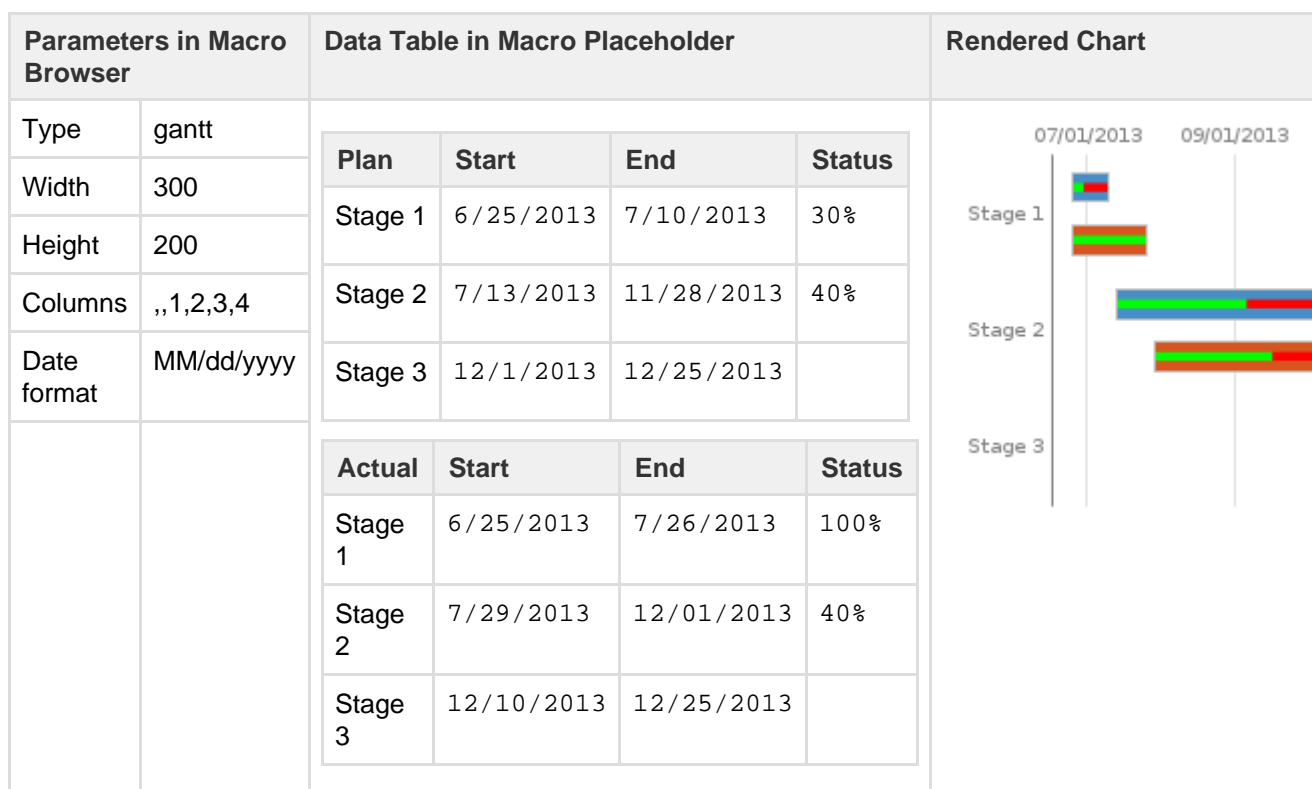 Parameters in Macro Browser
Data Table in Macro Placeholder
Rendered Chart
Type gantt
Width 300
Height 200
Columns ,,1,2,3,4
Date format MM/dd/yyyy
Plan Start End Status
Stage 1 6/25/2013 7/10/2013 30%
Stage 2 7/13/2013 11/28/2013 40%
Stage 3 12/1/2013 12/25/2013
Actual Start End Status
Stage 1 6/25/2013 7/26/2013 100%
Stage 2 7/29/2013 12/01/2013 40%
Stage 3 12/10/2013 12/25/2013
07/01/2013 09/01/2013
Stage 1
Stage 2
Stage 3